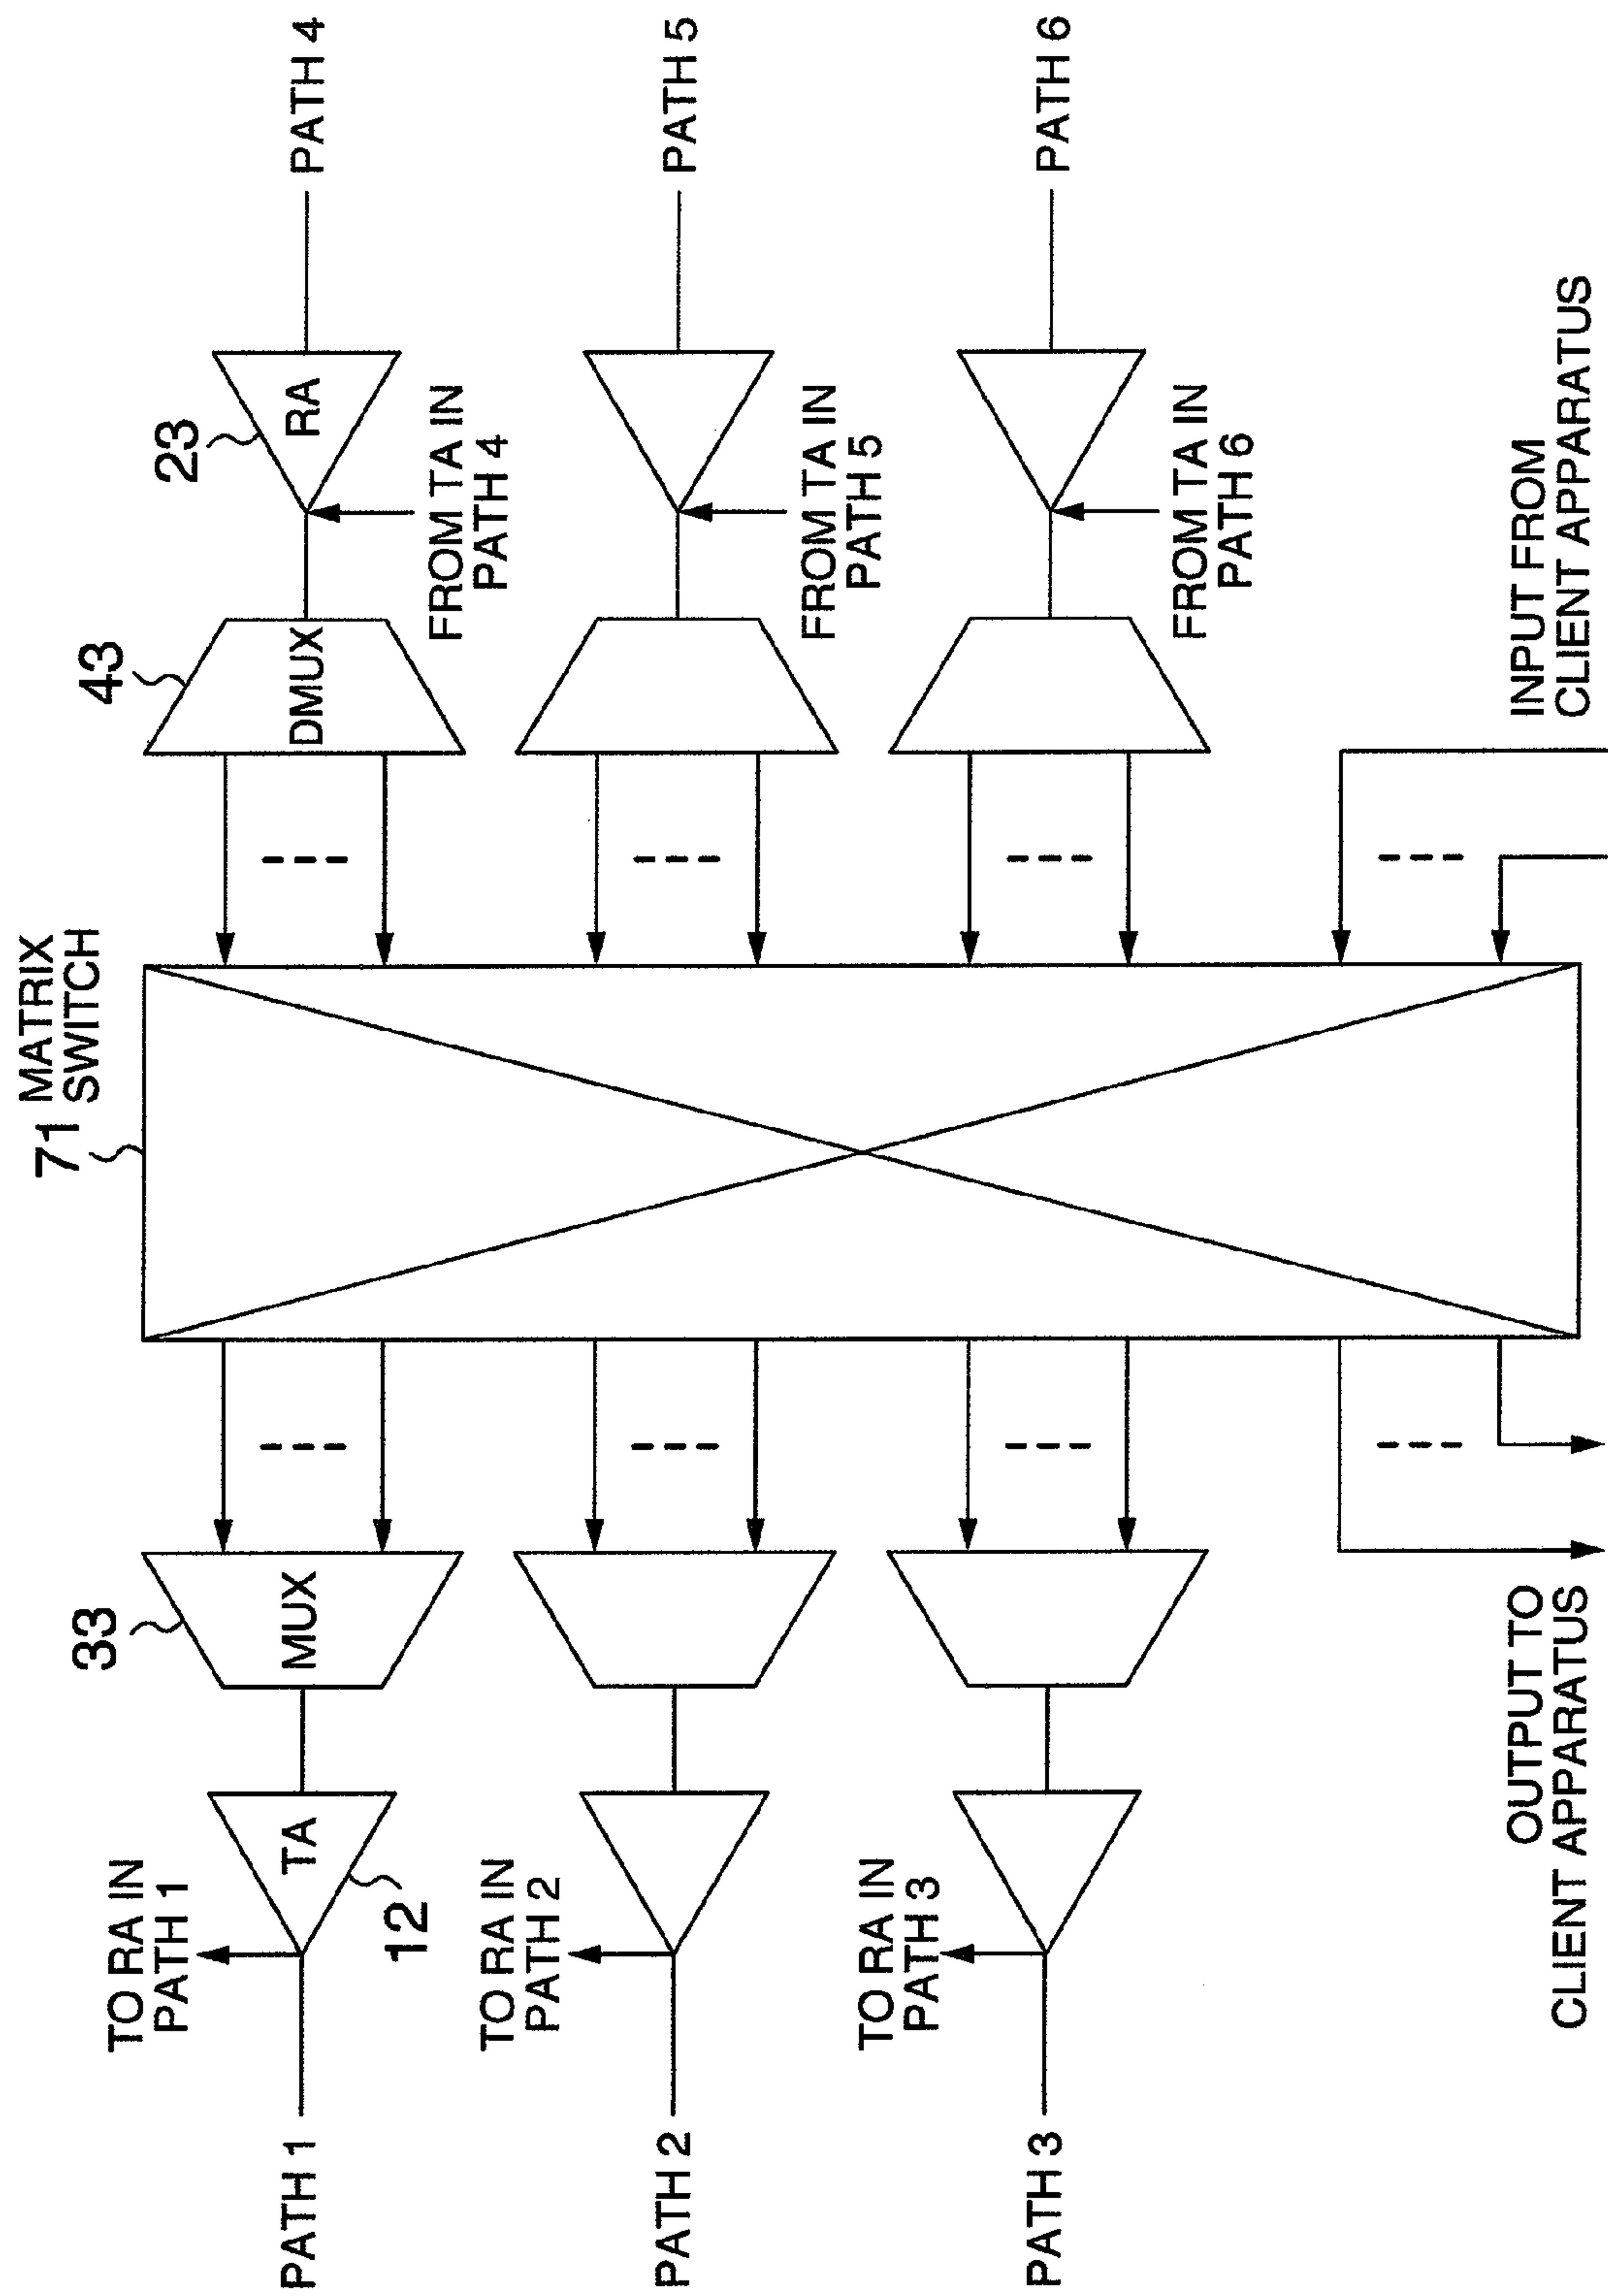 71 MATRIX
SWITCH
33
43
23
TO RA IN
PATH 1
PATH 1
TA
12
MUX
DMUX
RA
FROM TA IN
PATH 4
PATH 4
TO RA IN
PATH 2
PATH 2
FROM TA IN
PATH 5
PATH 5
TO RA IN
PATH 3
PATH 3
FROM TA IN
PATH 6
PATH 6
OUTPUT TO
CLIENT APPARATUS
INPUT FROM
CLIENT APPARATUS